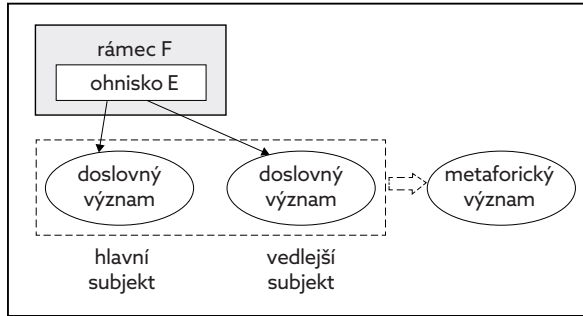 rámec F
ohnisko E
doslovný
význam
doslovný
význam
metaforický
význam
hlavní
subjekt
vedlejší
subjekt